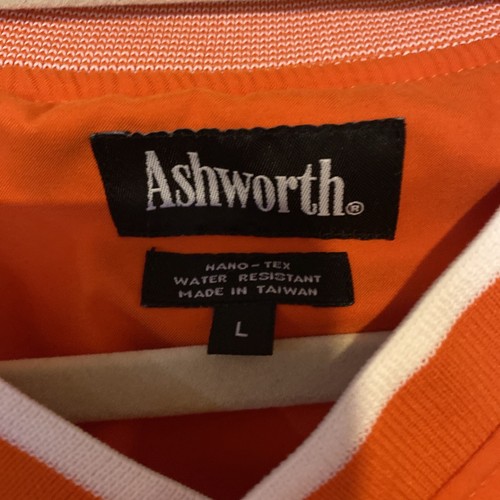 Ashworth®
NANO-TEX
WATER RESISTANT
MADE IN TAIWAN
L